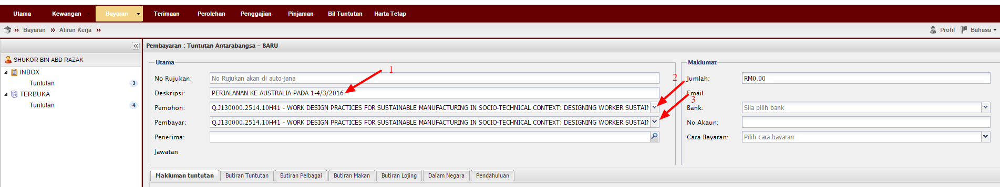 Utama Kewangan Bayaran Terimaan Perolehan Penggajian Pinjaman Bil Tuntutan Harta Tetap
Bayaran Aliran Kerja Profil Bahasa
SHUKOR BIN ABD RAZAK
INBOX
Tuntutan 3
TERBUKA
Tuntutan 4
Pembayaran : Tuntutan Antarabangsa - BARU
Utama
No Rujukan: No Rujukan akan di auto-jana
1
Deskripsi: PERJALANAN KE AUSTRALIA PADA 1-4/3/2016
2
Pemohon: Q.J130000.2514.10H41 - WORK DESIGN PRACTICES FOR SUSTAINABLE MANUFACTURING IN SOCIO-TECHNICAL CONTEXT: DESIGNING WORKER SUSTAIN
3
Pembayar: Q.J130000.2514.10H41 - WORK DESIGN PRACTICES FOR SUSTAINABLE MANUFACTURING IN SOCIO-TECHNICAL CONTEXT: DESIGNING WORKER SUSTAIN
Penerima:
Jawatan
Maklumat
Jumlah: RM0.00
Email
Bank: Sila pilih bank
No Akaun:
Cara Bayaran: Pilih cara bayaran
Makluman tuntutan Butiran Tuntutan Butiran Pelbagai Butiran Makan Butiran Lojing Dalam Negara Pendahuluan